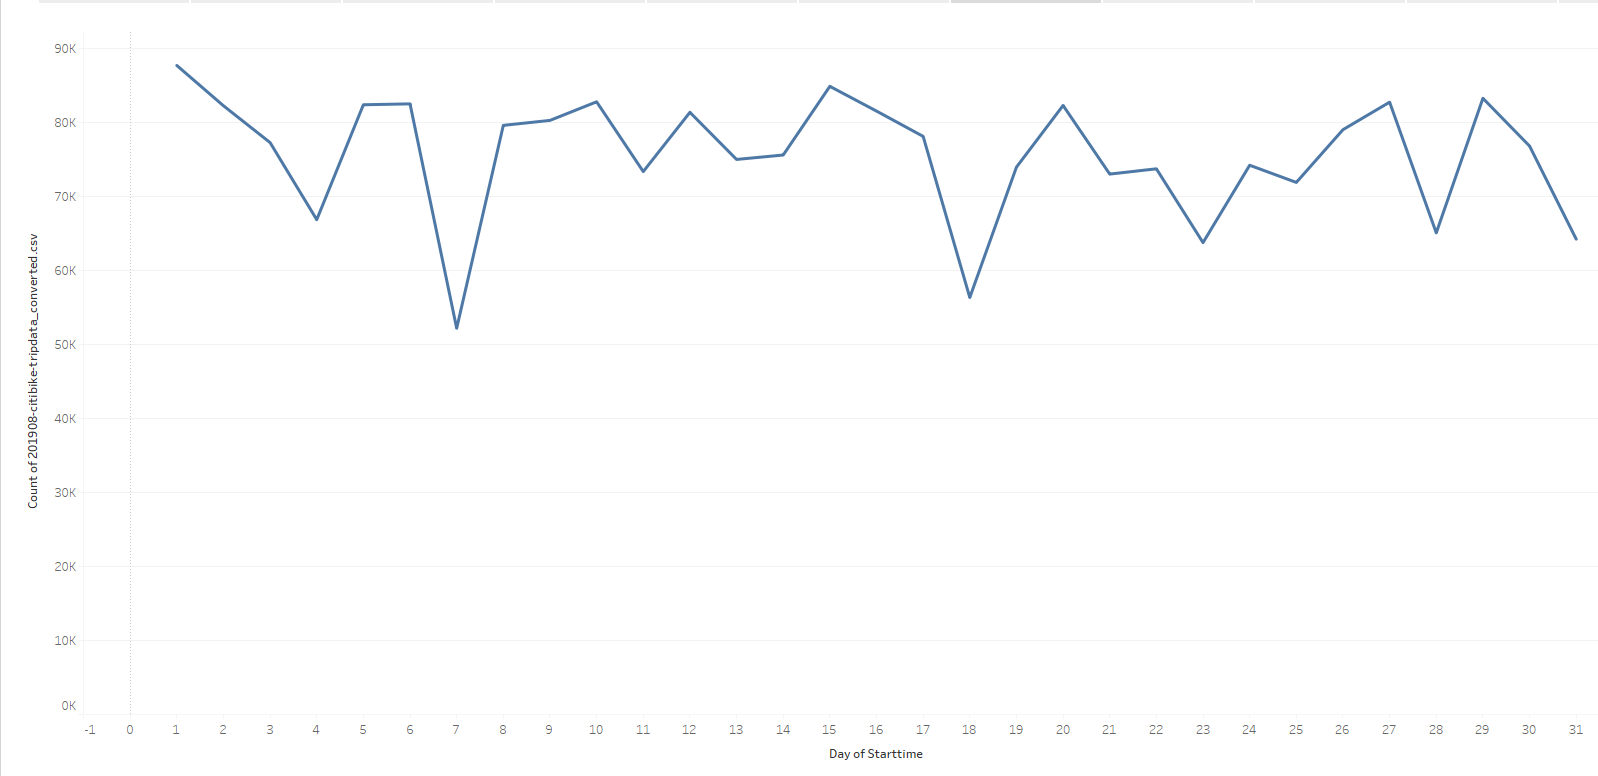 90K
80K
70K
60K
50K
40K
30K
20K
10K
0K
Count of 201908-citibike-tripdata_converted.csv
-1 0 1 2 3 4 5 6 7 8 9 10 11 12 13 14 15 16 17 18 19 20 21 22 23 24 25 26 27 28 29 30 31
Day of Starttime